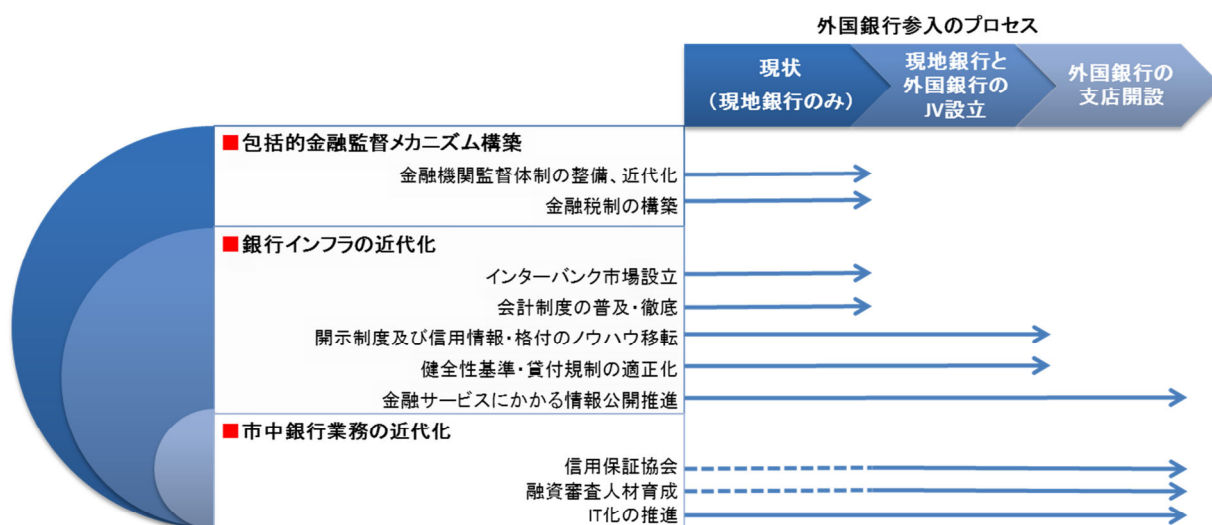 外国銀行参入のプロセス
現状
（現地銀行のみ）
現地銀行と
外国銀行の
JV設立
外国銀行の
支店開設
■包括的金融監督メカニズム構築
金融機関監督体制の整備、近代化
金融税制の構築
■銀行インフラの近代化
インターバンク市場設立
会計制度の普及・徹底
開示制度及び信用情報・格付のノウハウ移転
健全性基準・貸付規制の適正化
金融サービスにかかる情報公開推進
■市中銀行業務の近代化
信用保証協会
融資審査人材育成
IT化の推進